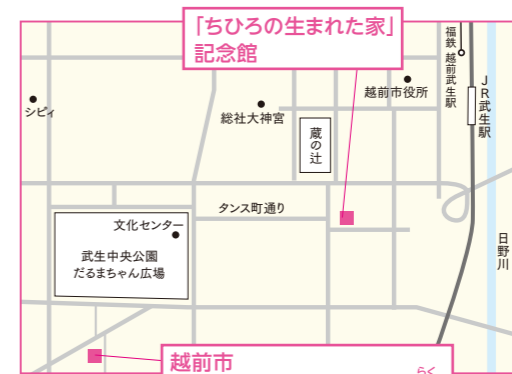 「ちひろの生まれた家」
記念館
福鉄 越前武生駅
JR武生駅
越前市役所
シピィ
総社大神宮
蔵の辻
タンス町通り
文化センター
武生中央公園
だるまちゃん広場
日野川
越前市
らく